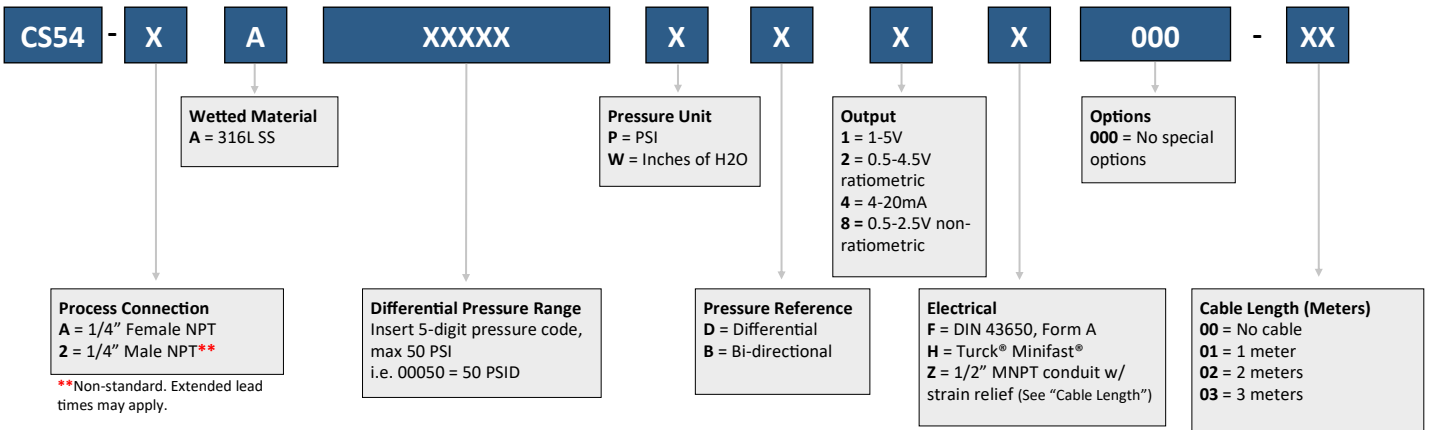 CS54 - X A XXXXX X X X X 000 - XX
Wetted Material
A = 316L SS
Pressure Unit
P = PSI
W = Inches of H2O
Output
1 = 1-5V
2 = 0.5-4.5V
ratiometric
4 = 4-20mA
8 = 0.5-2.5V non-
ratiometric
Options
000 = No special
options
Process Connection
A = 1/4” Female NPT
2 = 1/4” Male NPT**
**Non-standard. Extended lead
times may apply.
Differential Pressure Range
Insert 5-digit pressure code,
max 50 PSI
i.e. 00050 = 50 PSID
Pressure Reference
D = Differential
B = Bi-directional
Electrical
F = DIN 43650, Form A
H = Turck® Minifast®
Z = 1/2” MNPT conduit w/
strain relief (See “Cable Length”)
Cable Length (Meters)
00 = No cable
01 = 1 meter
02 = 2 meters
03 = 3 meters